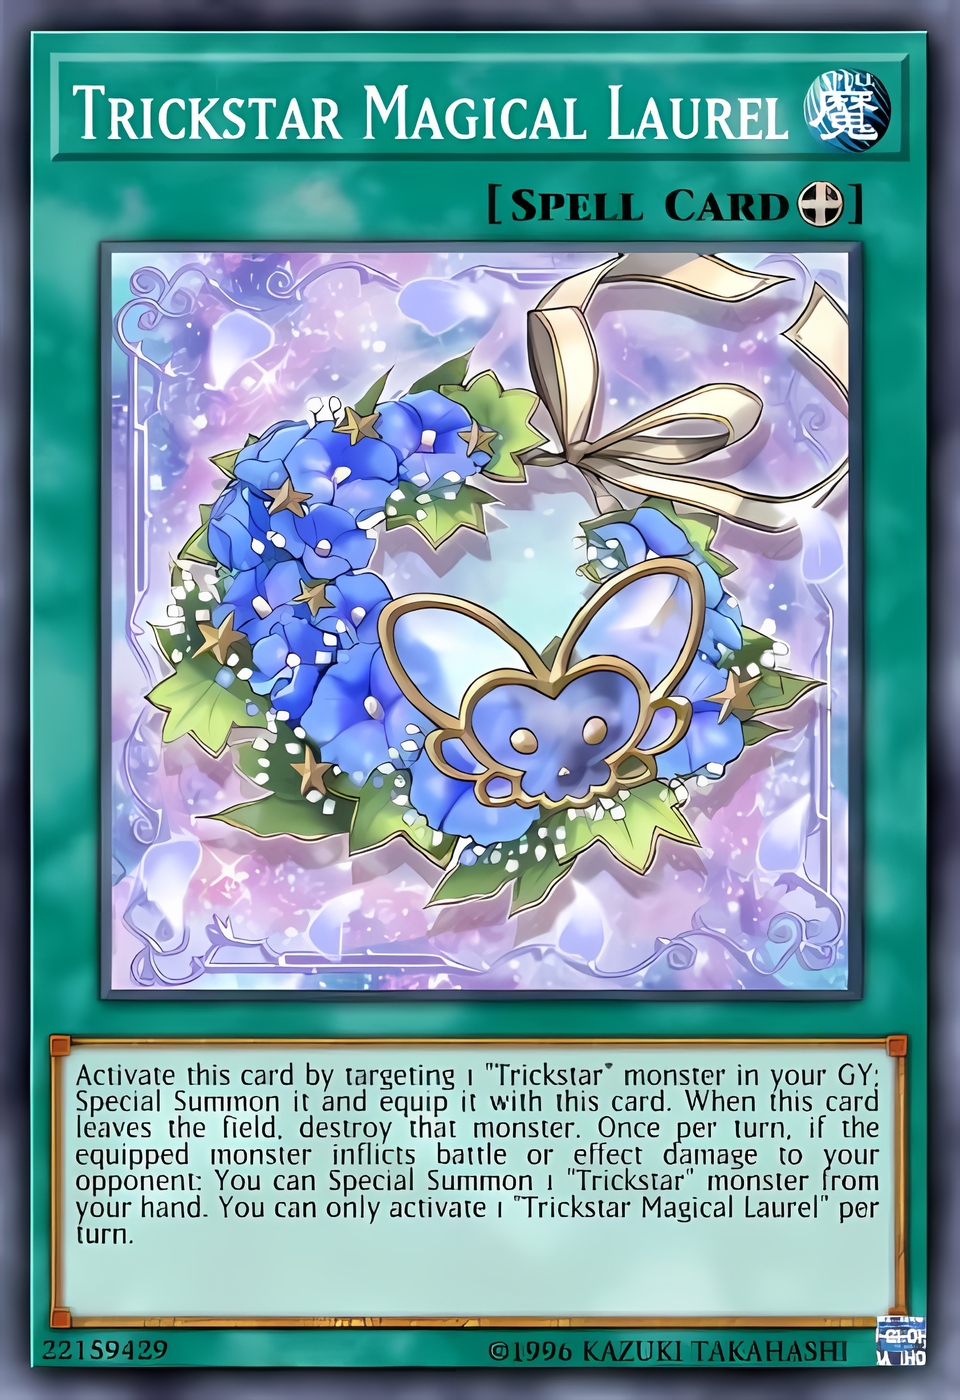 Trickstar Magical Laurel 魔
[Spell Card]
Activate this card by targeting 1 "Trickstar" monster in your GY;
Special Summon it and equip it with this card. When this card
leaves the field, destroy that monster. Once per turn, if the
equipped monster inflicts battle or effect damage to your
opponent: You can Special Summon 1 "Trickstar" monster from
your hand. You can only activate 1 "Trickstar Magical Laurel" per
turn.
22159429
©1996 KAZUKI TAKAHASHI